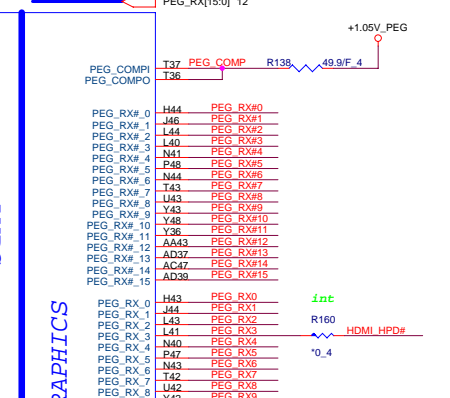 PEG_RX[15:0] 12
+1.05V_PEG
PEG_COMPI T37 PEG_COMP R138 49.9/F_4
PEG_COMPO T36
PEG_RX#_0 H44 PEG_RX#0
PEG_RX#_1 J46 PEG_RX#1
PEG_RX#_2 L44 PEG_RX#2
PEG_RX#_3 L40 PEG_RX#3
PEG_RX#_4 N41 PEG_RX#4
PEG_RX#_5 P48 PEG_RX#5
PEG_RX#_6 N44 PEG_RX#6
PEG_RX#_7 T43 PEG_RX#7
PEG_RX#_8 U43 PEG_RX#8
PEG_RX#_9 Y43 PEG_RX#9
PEG_RX#_10 Y48 PEG_RX#10
PEG_RX#_11 Y36 PEG_RX#11
PEG_RX#_12 AA43 PEG_RX#12
PEG_RX#_13 AD37 PEG_RX#13
PEG_RX#_14 AC47 PEG_RX#14
PEG_RX#_15 AD39 PEG_RX#15
PEG_RX_0 H43 PEG_RX0
int
PEG_RX_1 J44 PEG_RX1
PEG_RX_2 L43 PEG_RX2
R160
PEG_RX_3 L41 PEG_RX3 HDMI_HPD#
PEG_RX_4 N40 PEG_RX4
*0_4
PEG_RX_5 P47 PEG_RX5
PEG_RX_6 N43 PEG_RX6
PEG_RX_7 T42 PEG_RX7
PEG_RX_8 U42 PEG_RX8
Y42 PEG_RX9
RAPHICS